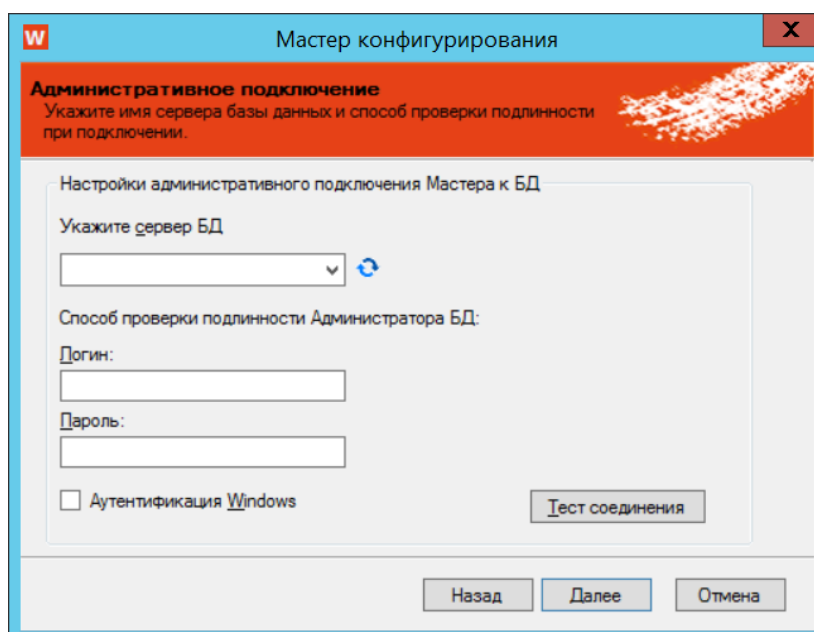 W
Мастер конфигурирования
X
Административное подключение
Укажите имя сервера базы данных и способ проверки подлинности
при подключении.
Настройки административного подключения Мастера к БД
Укажите сервер БД
Способ проверки подлинности Администратора БД:
Логин:
Пароль:
Аутентификация Windows
Тест соединения
Назад
Далее
Отмена